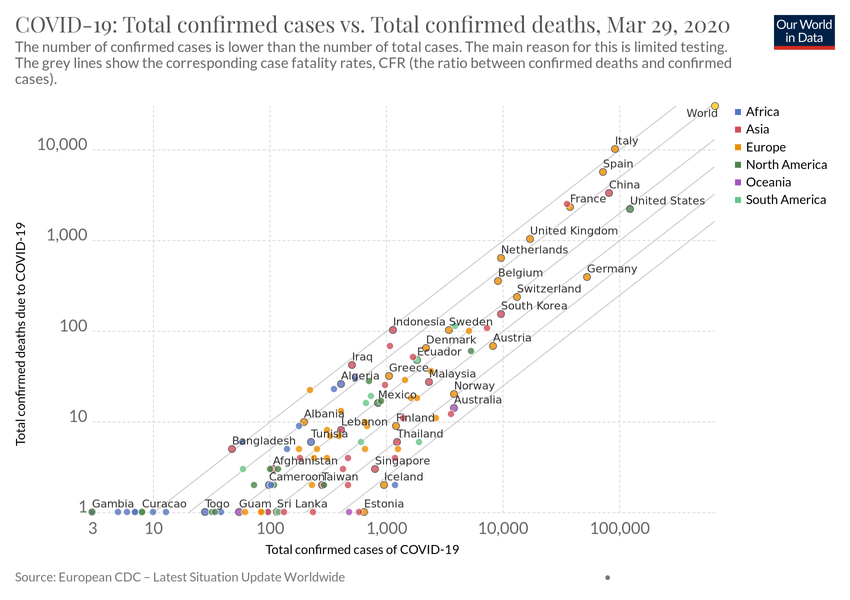 COVID-19: Total confirmed cases vs. Total confirmed deaths, Mar 29, 2020
Our World
in Data
The number of confirmed cases is lower than the number of total cases. The main reason for this is limited testing.
The grey lines show the corresponding case fatality rates, CFR (the ratio between confirmed deaths and confirmed
cases).
World
Africa
Asia
Europe
North America
Oceania
South America
Total confirmed deaths due to COVID-19
10,000
1,000
100
10
1
Italy
Spain
China
France
United States
United Kingdom
Netherlands
Belgium
Germany
Switzerland
South Korea
Indonesia
Sweden
Denmark
Austria
Ecuador
Iraq
Algeria
Greece
Malaysia
Norway
Mexico
Australia
Albania
Lebanon
Finland
Bangladesh
Tunisia
Thailand
Afghanistan
Singapore
Cameroon
Taiwan
Iceland
Gambia
Curacao
Togo
Guam
Sri Lanka
Estonia
3
10
100
1,000
10,000
100,000
Total confirmed cases of COVID-19
Source: European CDC – Latest Situation Update Worldwide